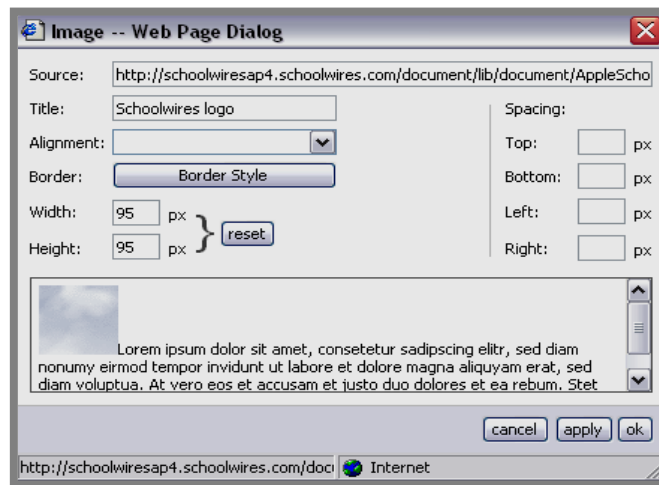 Image -- Web Page Dialog
Source: http://schoolwiresap4.schoolwires.com/document/lib/document/AppleScho
Title: Schoolwires logo
Spacing:
Alignment:
Top: px
Border: Border Style
Bottom: px
Width: 95 px
Left: px
} reset
Height: 95 px
Right: px
Lorem ipsum dolor sit amet, consetetur sadipscing elitr, sed diam
nonumy eirmod tempor invidunt ut labore et dolore magna aliquyam erat, sed
diam voluptua. At vero eos et accusam et justo duo dolores et ea rebum. Stet
cancel apply ok
http://schoolwiresap4.schoolwires.com/doc Internet